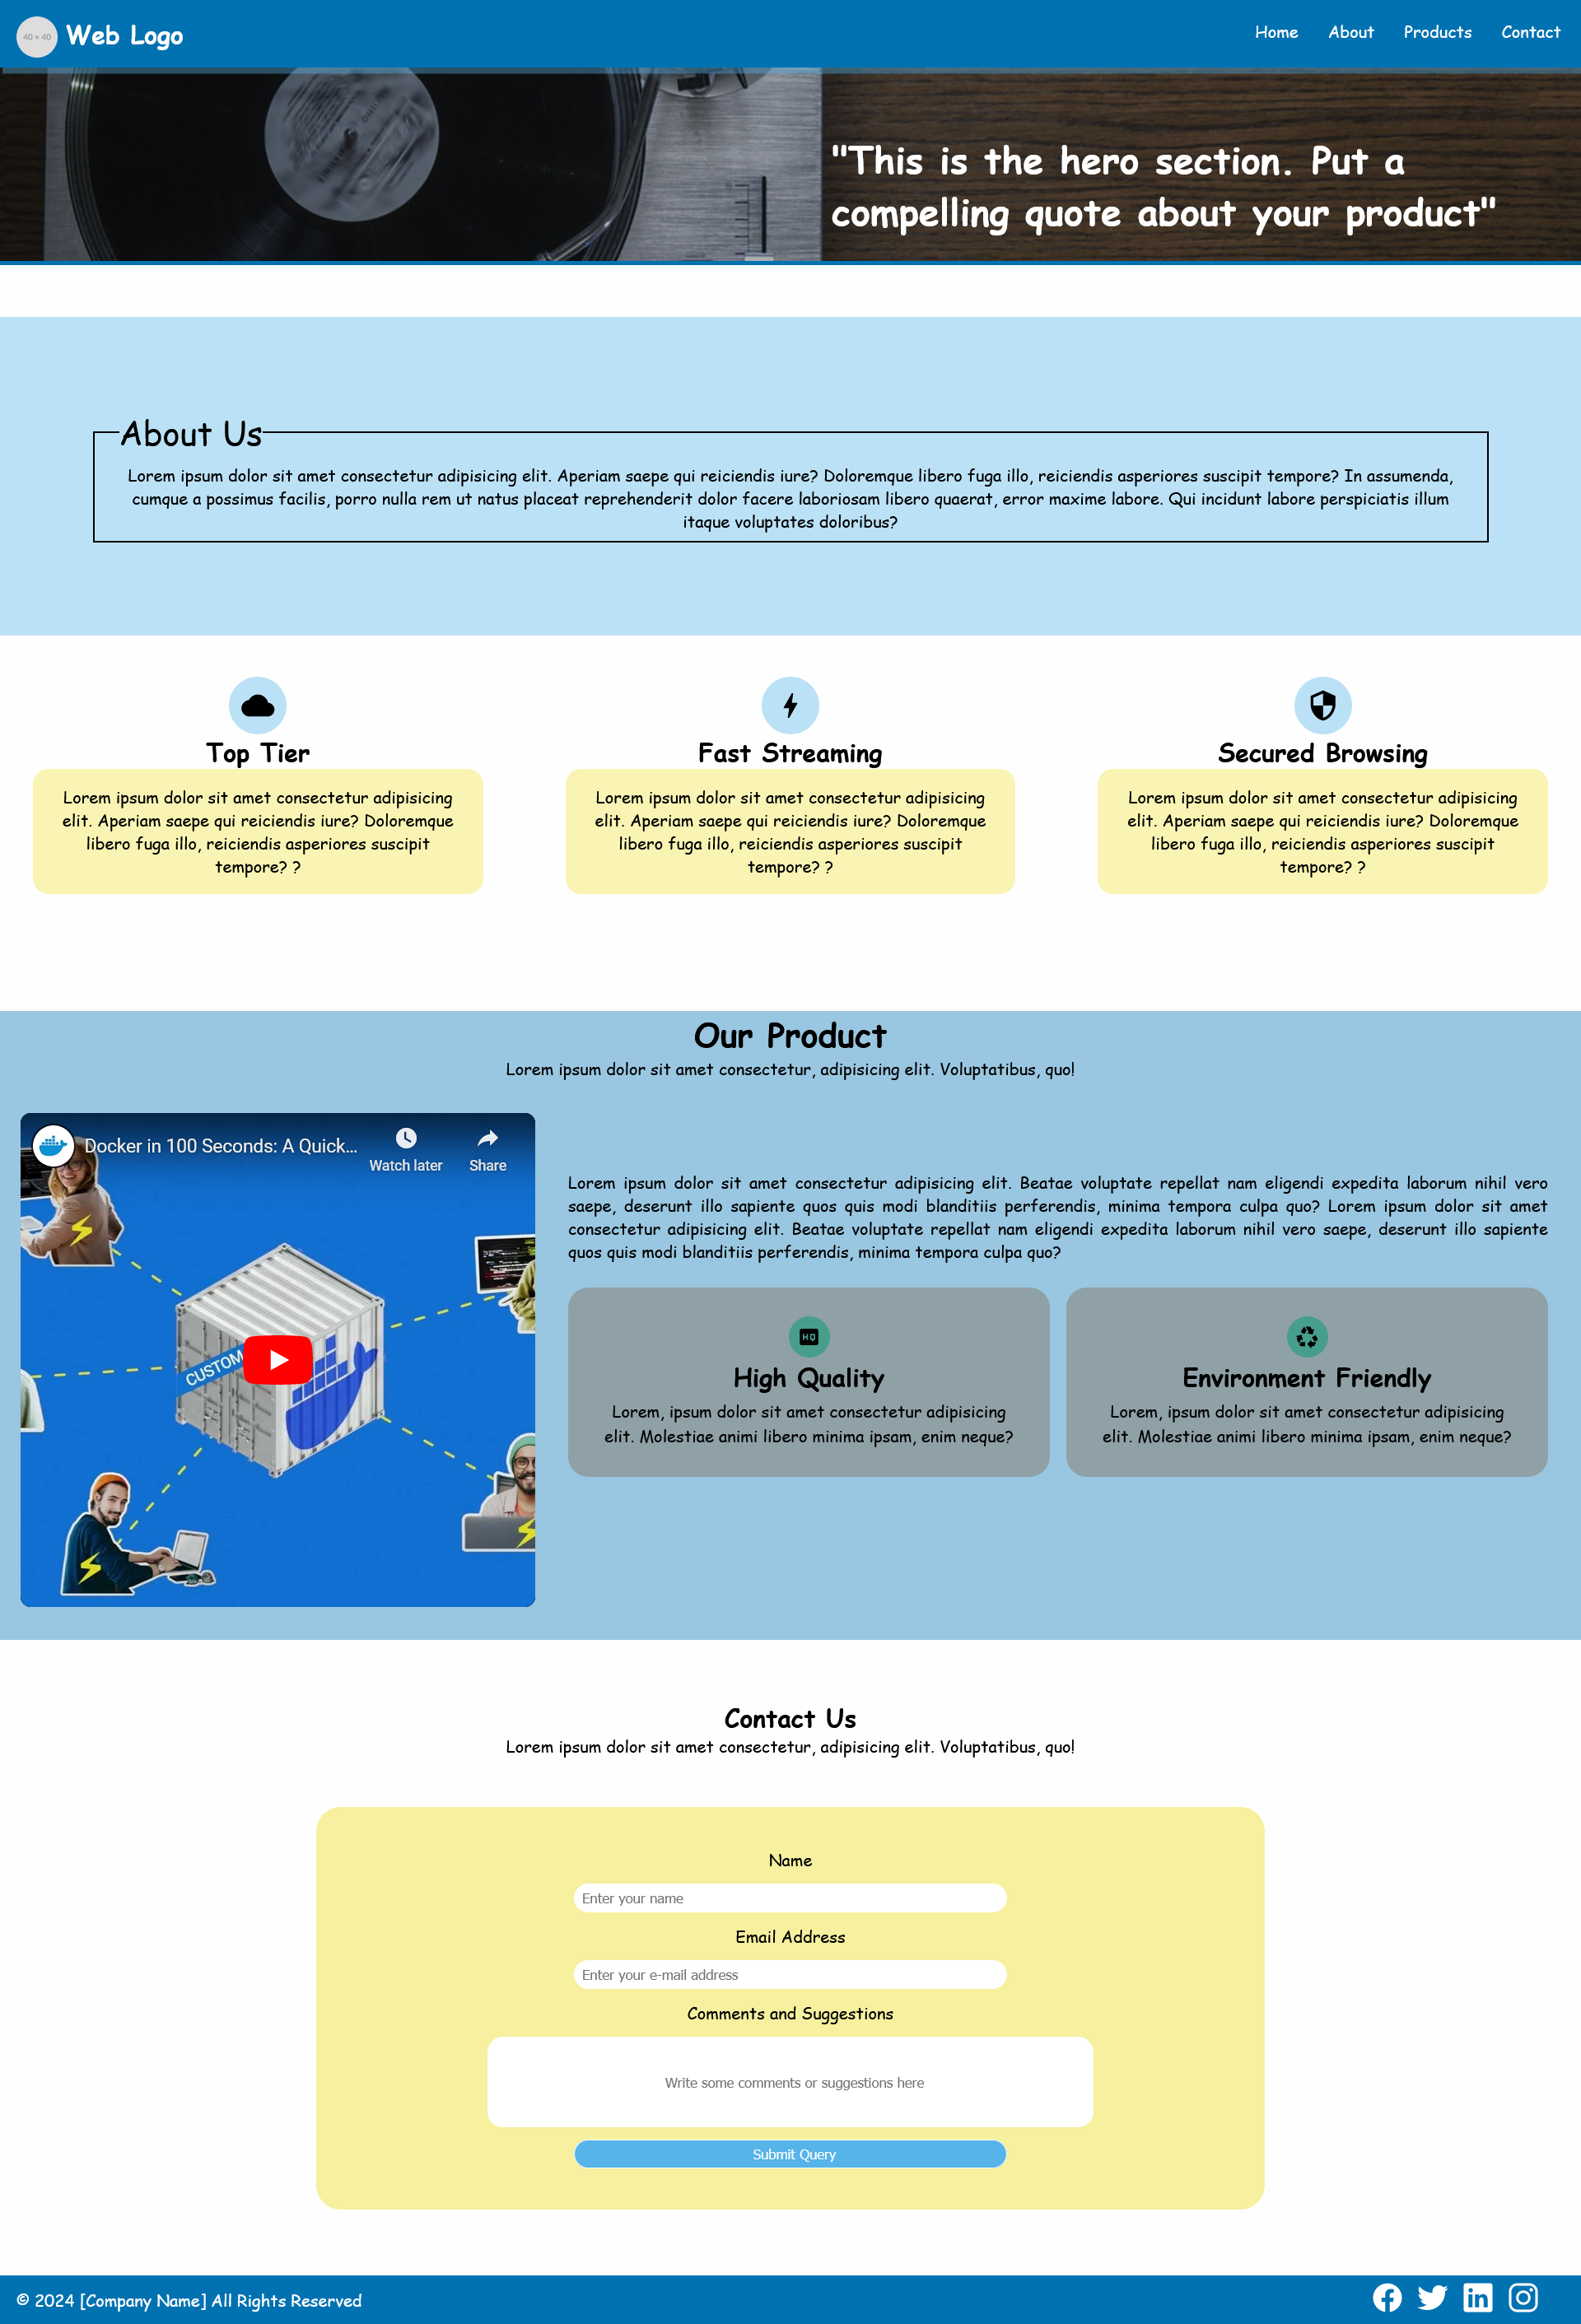 40 × 40
Web Logo
Home
About
Products
Contact
"This is the hero section. Put a
compelling quote about your product"
About Us
Lorem ipsum dolor sit amet consectetur adipisicing elit. Aperiam saepe qui reiciendis iure? Doloremque libero fuga illo, reiciendis asperiores suscipit tempore? In assumenda,
cumque a possimus facilis, porro nulla rem ut natus placeat reprehenderit dolor facere laboriosam libero quaerat, error maxime labore. Qui incidunt labore perspiciatis illum
itaque voluptates doloribus?
Top Tier
Lorem ipsum dolor sit amet consectetur adipisicing
elit. Aperiam saepe qui reiciendis iure? Doloremque
libero fuga illo, reiciendis asperiores suscipit
tempore? ?
Fast Streaming
Lorem ipsum dolor sit amet consectetur adipisicing
elit. Aperiam saepe qui reiciendis iure? Doloremque
libero fuga illo, reiciendis asperiores suscipit
tempore? ?
Secured Browsing
Lorem ipsum dolor sit amet consectetur adipisicing
elit. Aperiam saepe qui reiciendis iure? Doloremque
libero fuga illo, reiciendis asperiores suscipit
tempore? ?
Our Product
Lorem ipsum dolor sit amet consectetur, adipisicing elit. Voluptatibus, quo!
Docker in 100 Seconds: A Quick...
Watch later
Share
CUSTOM
Lorem ipsum dolor sit amet consectetur adipisicing elit. Beatae voluptate repellat nam eligendi expedita laborum nihil vero
saepe, deserunt illo sapiente quos quis modi blanditiis perferendis, minima tempora culpa quo? Lorem ipsum dolor sit amet
consectetur adipisicing elit. Beatae voluptate repellat nam eligendi expedita laborum nihil vero saepe, deserunt illo sapiente
quos quis modi blanditiis perferendis, minima tempora culpa quo?
HQ
High Quality
Lorem, ipsum dolor sit amet consectetur adipisicing
elit. Molestiae animi libero minima ipsam, enim neque?
Environment Friendly
Lorem, ipsum dolor sit amet consectetur adipisicing
elit. Molestiae animi libero minima ipsam, enim neque?
Contact Us
Lorem ipsum dolor sit amet consectetur, adipisicing elit. Voluptatibus, quo!
Name
Enter your name
Email Address
Enter your e-mail address
Comments and Suggestions
Write some comments or suggestions here
Submit Query
© 2024 [Company Name] All Rights Reserved